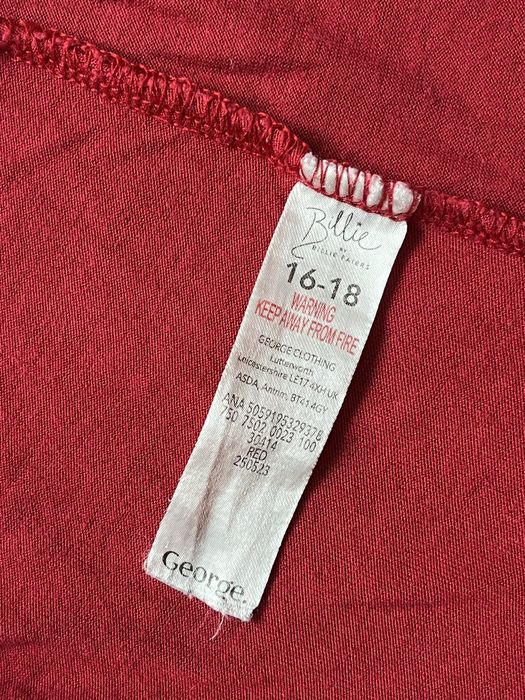 Billie
BY
BILLIE FAIERS
16-18
WARNING
KEEP AWAY FROM FIRE
GEORGE CLOTHING
Lutterworth
Leicestershire LE17 4XH UK
ASDA, Antrim, BT41 4GY
ANA 5059195329378
750 7502 0023 100
30414
RED
250523
George.